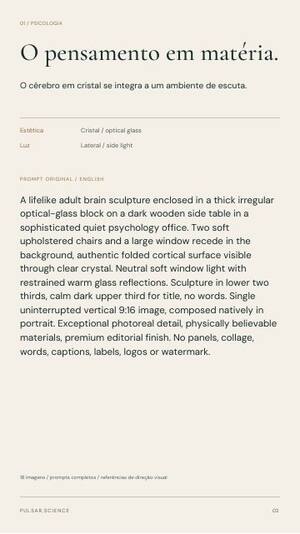 01 / PSICOLOGIA
O pensamento em matéria.
O cérebro em cristal se integra a um ambiente de escuta.
Estética Cristal / optical glass
Luz Lateral / side light
PROMPT ORIGINAL / ENGLISH
A lifelike adult brain sculpture enclosed in a thick irregular
optical-glass block on a dark wooden side table in a
sophisticated quiet psychology office. Two soft
upholstered chairs and a large window recede in the
background, authentic folded cortical surface visible
through clear crystal. Neutral soft window light with
restrained warm glass reflections. Sculpture in lower two
thirds, calm dark upper third for title, no words. Single
uninterrupted vertical 9:16 image, composed natively in
portrait. Exceptional photoreal detail, physically believable
materials, premium editorial finish. No panels, collage,
words, captions, labels, logos or watermark.
18 imagens / prompts completos / referências de direção visual
PULSAR.SCIENCE